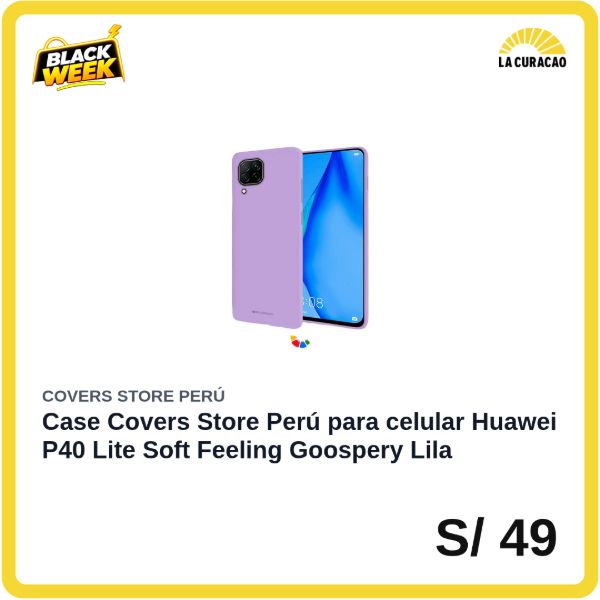 BLACK
WEEK
LA CURACAO
COVERS STORE PERÚ
Case Covers Store Perú para celular Huawei
P40 Lite Soft Feeling Goospery Lila
S/ 49